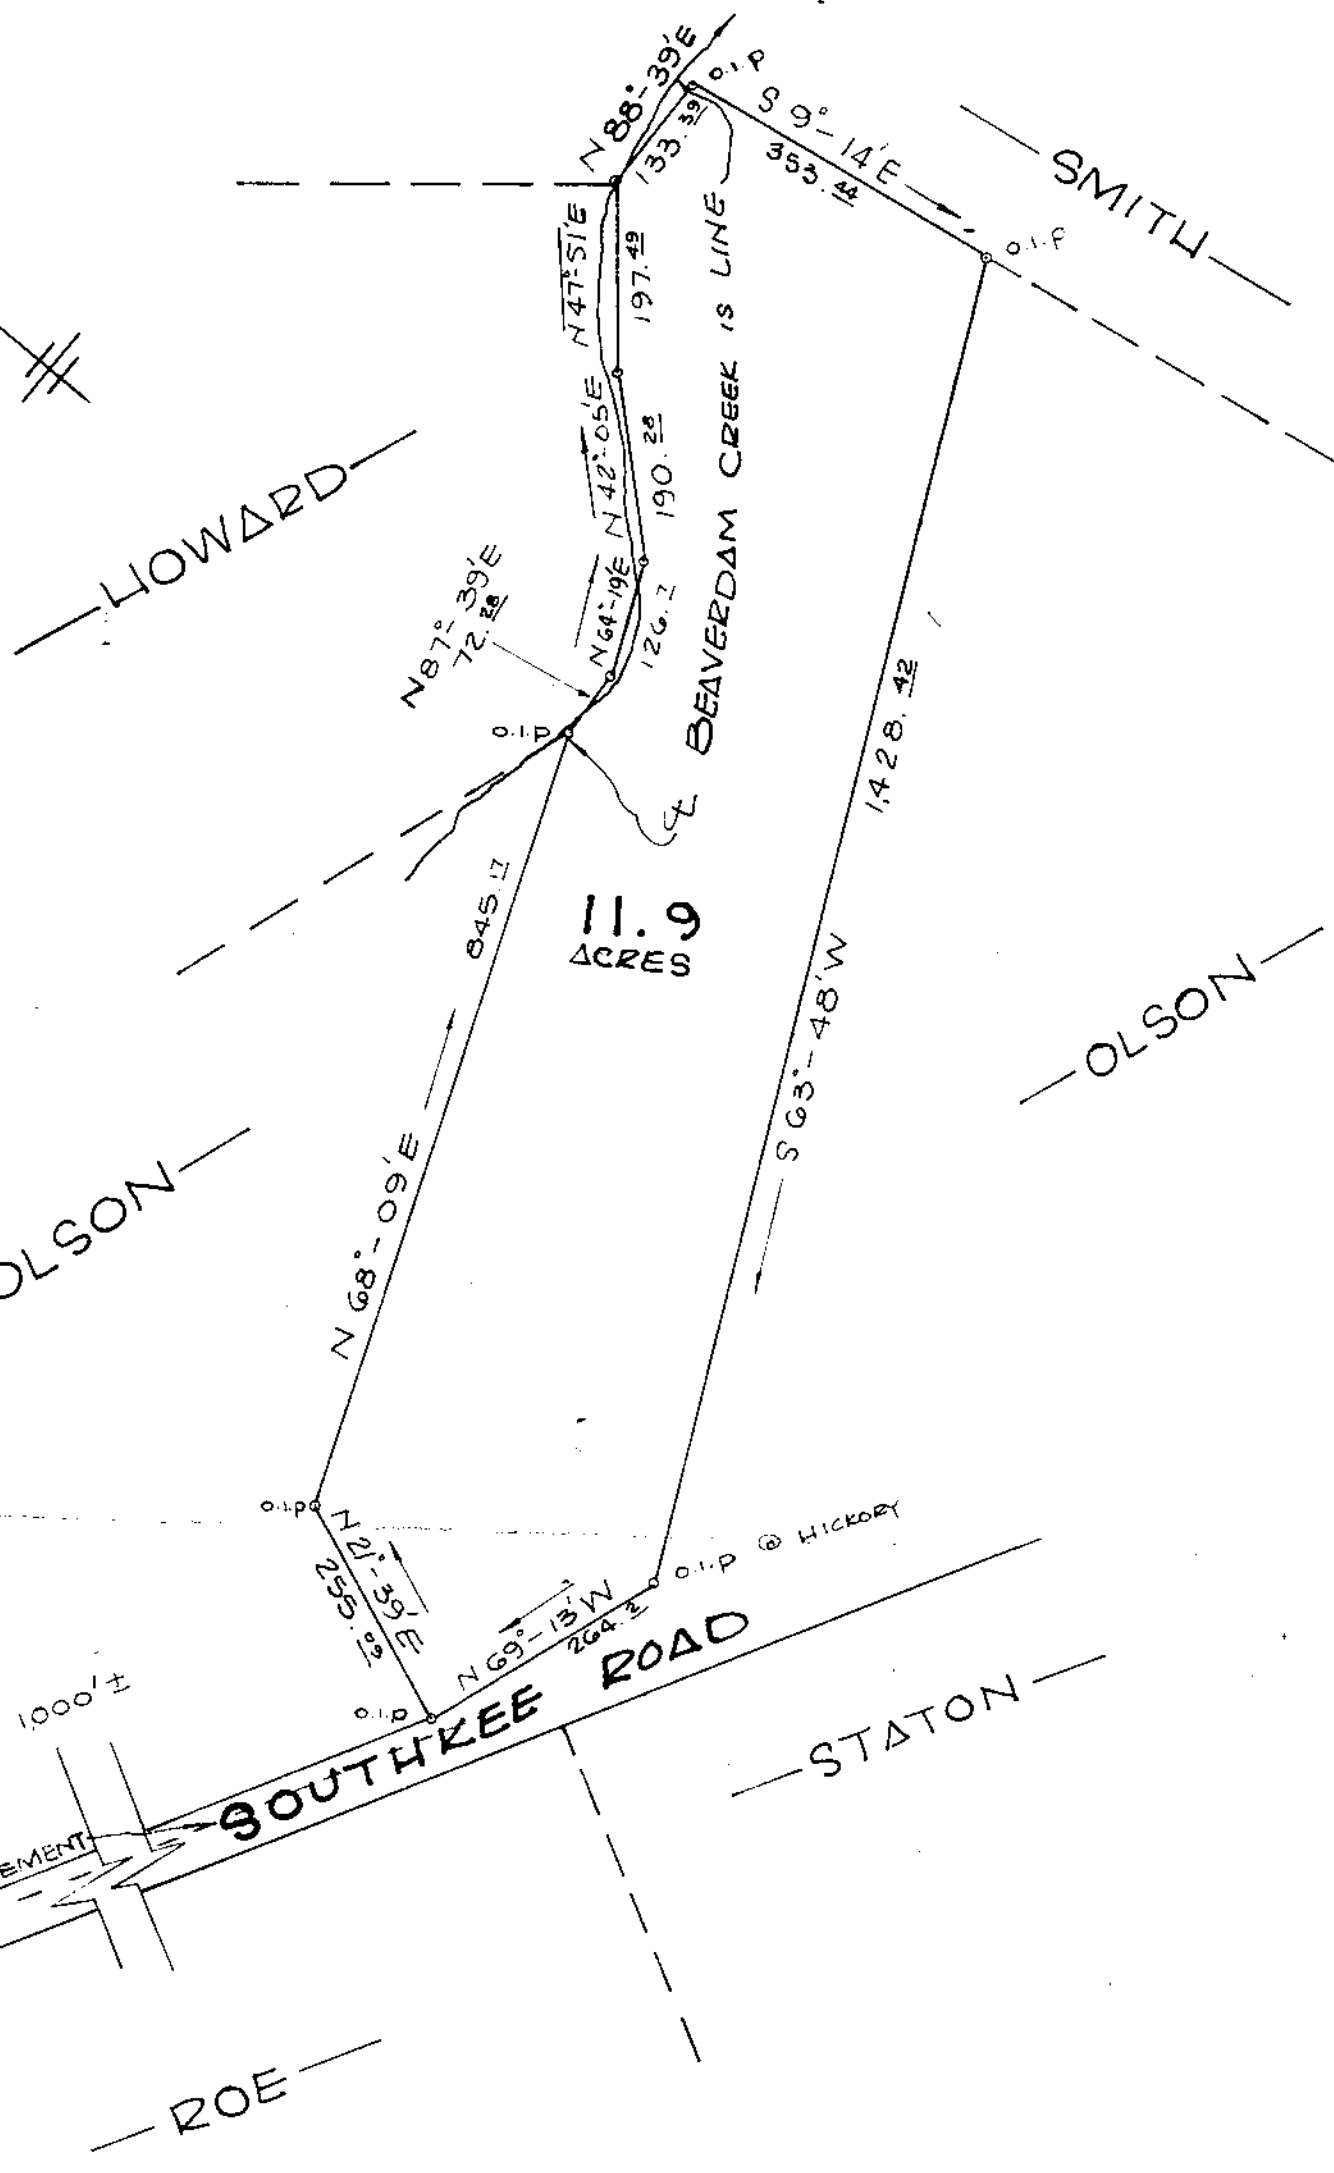 N 88°-39'E
133.39
O.I.P
S 9°-14'E
353.44
SMITH
O.I.P
N 47°-51'E
197.49
BEAVERDAM CREEK IS LINE
N 42°-05'E
190.28
HOWARD
N 87°-39'E
72.28
N 64°-19'E
126.7
O.I.P
℄
1,428.42
S 63°-48'W
845.17
N 68°-09'E
11.9
ACRES
OLSON
OLSON
O.I.P
N 21°-39'E
255.09
O.I.P @ HICKORY
N 69°-13'W
264.2
O.I.P
SOUTHKEE ROAD
1,000'±
EMENT
STATON
ROE